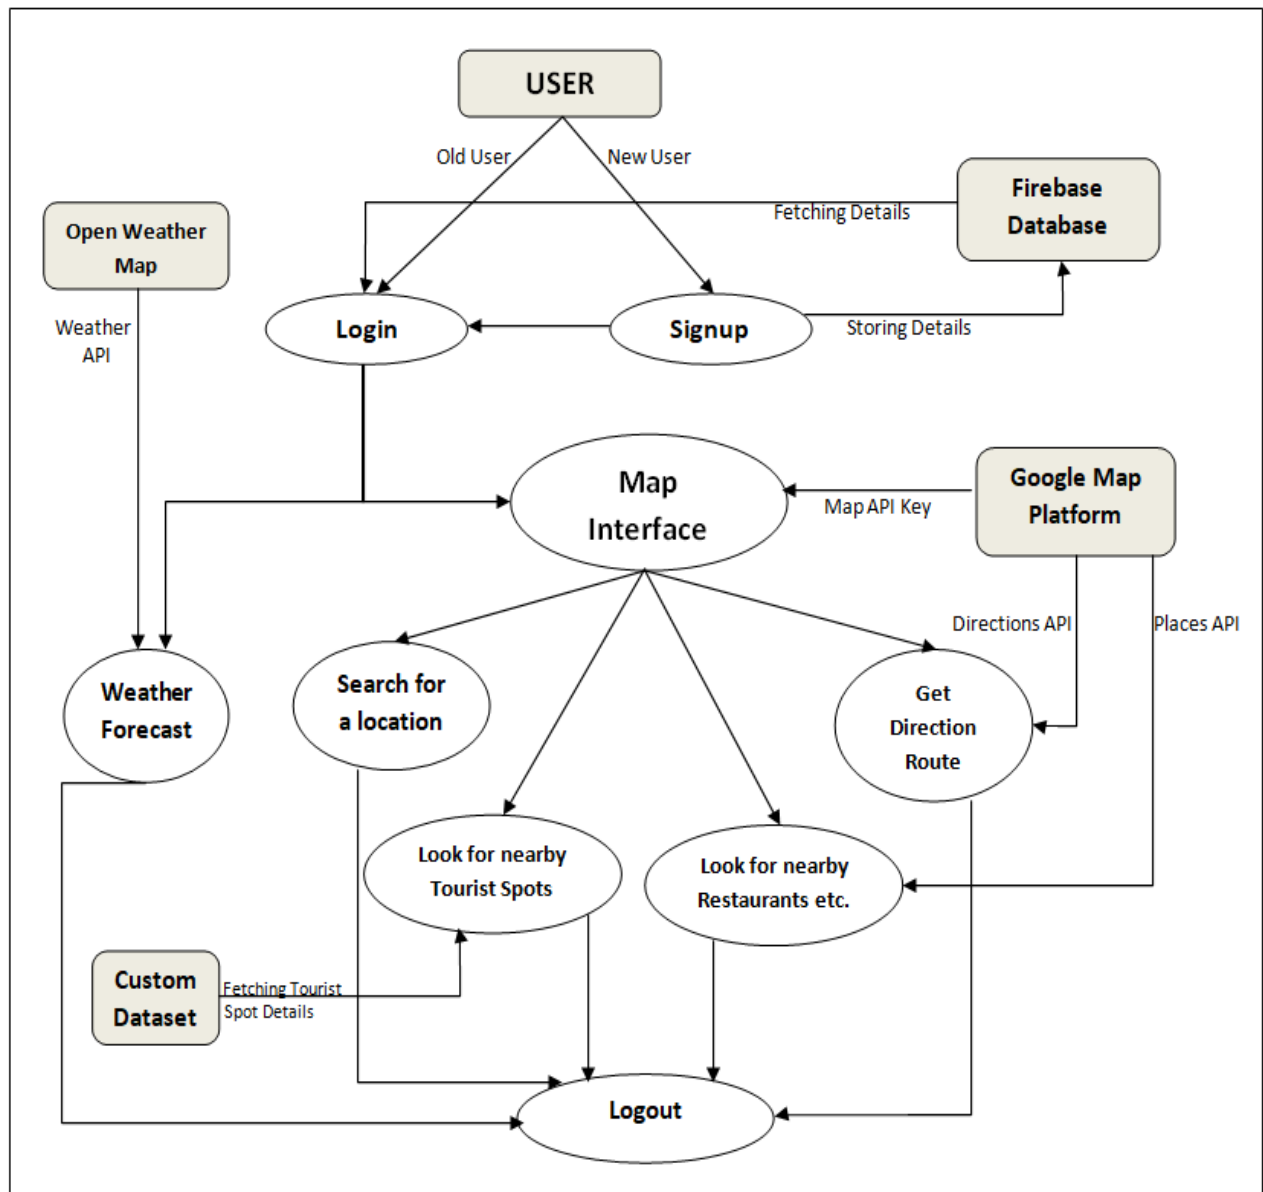 USER
Old User
New User
Firebase
Database
Fetching Details
Open Weather
Map
Weather
API
Login
Signup
Storing Details
Map
Interface
Google Map
Platform
Map API Key
Directions API
Places API
Weather
Forecast
Search for
a location
Get
Direction
Route
Look for nearby
Tourist Spots
Look for nearby
Restaurants etc.
Custom
Dataset
Fetching Tourist
Spot Details
Logout